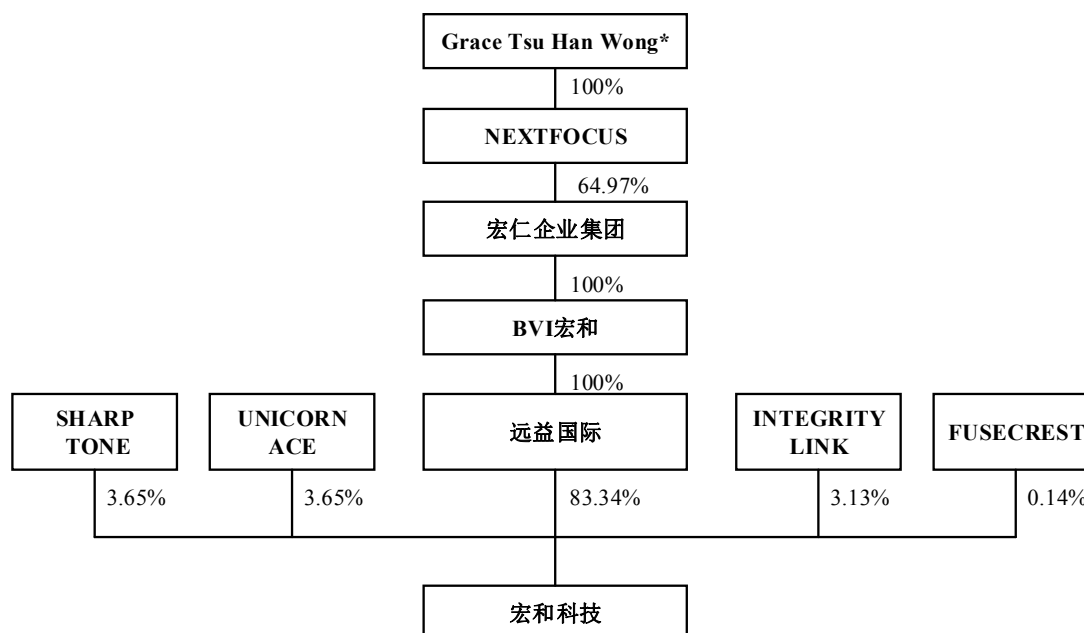 Grace Tsu Han Wong*
100%
NEXTFOCUS
64.97%
宏仁企业集团
100%
BVI宏和
100%
SHARP
TONE
UNICORN
ACE
远益国际
INTEGRITY
LINK
FUSECREST
3.65%
3.65%
83.34%
3.13%
0.14%
宏和科技